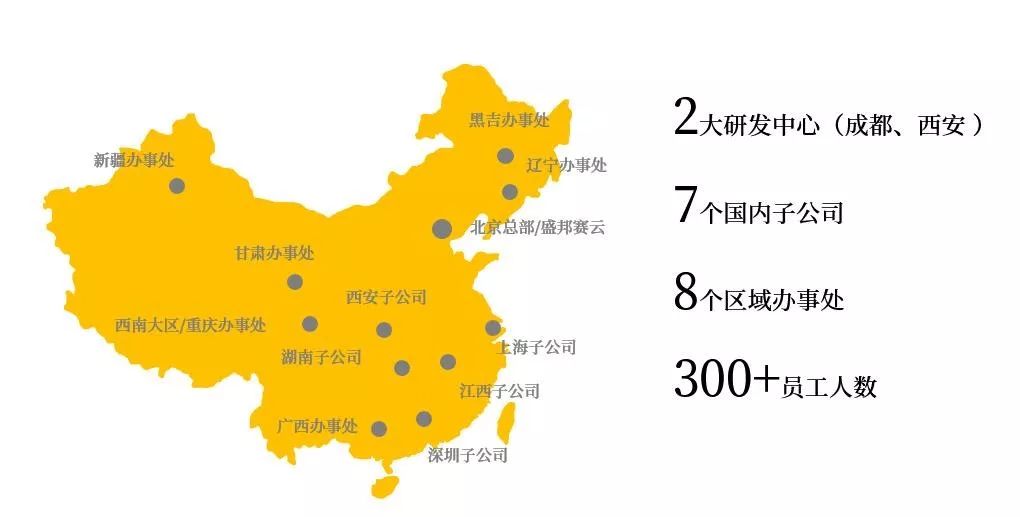 黑吉办事处
新疆办事处
辽宁办事处
北京总部/盛邦赛云
甘肃办事处
西安子公司
西南大区/重庆办事处
上海子公司
湖南子公司
江西子公司
广西办事处
深圳子公司
2大研发中心（成都、西安 ）
7个国内子公司
8个区域办事处
300+员工人数